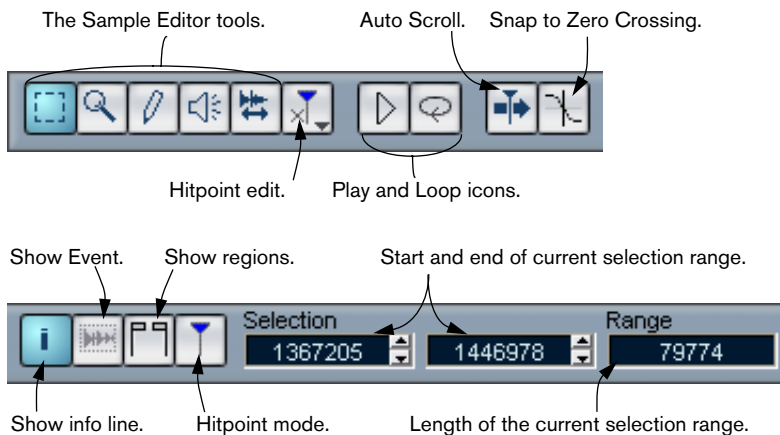 The Sample Editor tools.
Auto Scroll.
Snap to Zero Crossing.
Hitpoint edit.
Play and Loop icons.
Show Event.
Show regions.
Start and end of current selection range.
Selection
Range
1367205
1446978
79774
Show info line.
Hitpoint mode.
Length of the current selection range.